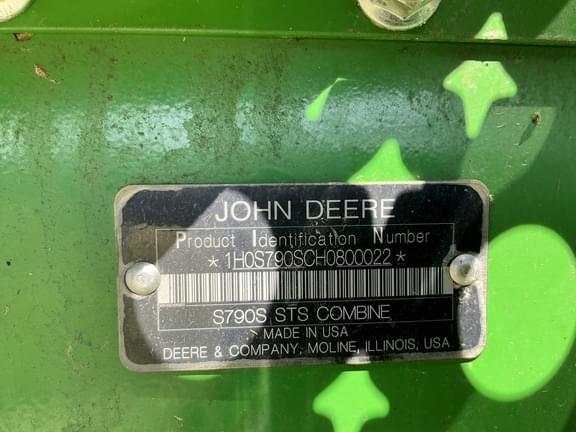 JOHN DEERE
Product Identification Number
*1H0S790SCH0800022*
S790S STS COMBINE
MADE IN USA
DEERE & COMPANY, MOLINE, ILLINOIS, USA